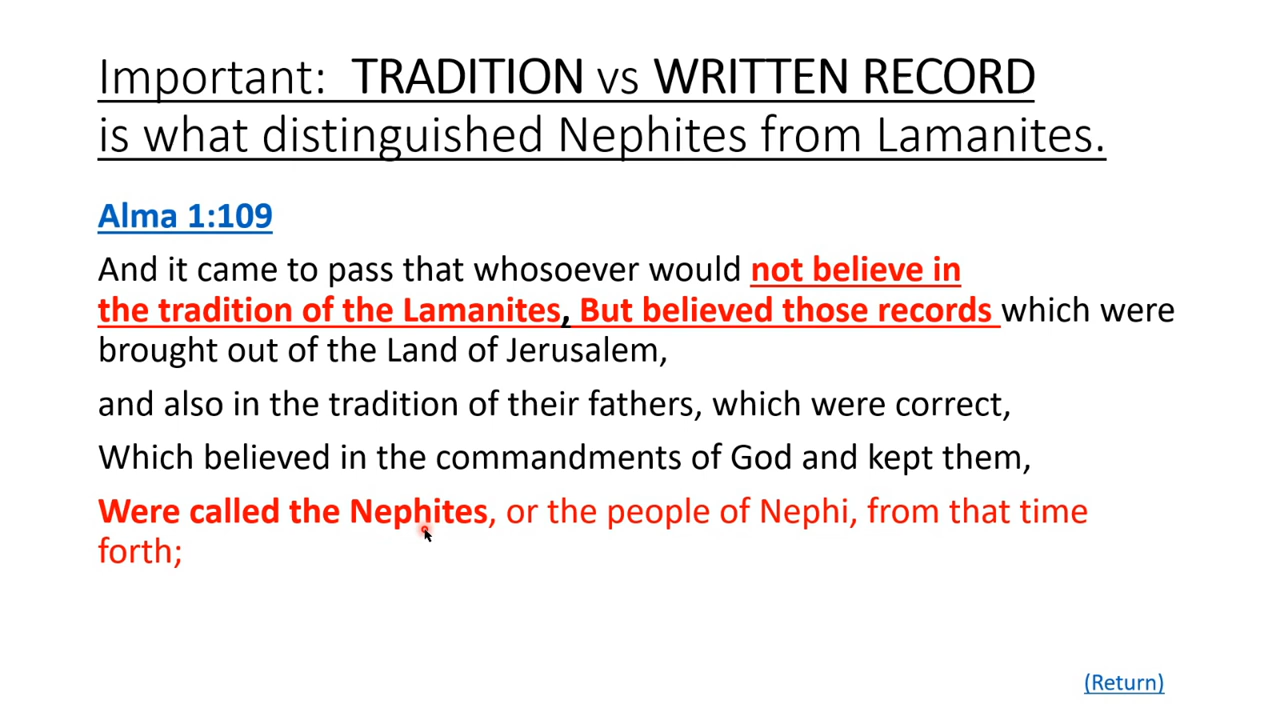 Important: TRADITION vs WRITTEN RECORD
is what distinguished Nephites from Lamanites.
Alma 1:109
And it came to pass that whosoever would not believe in
the tradition of the Lamanites, But believed those records which were
brought out of the Land of Jerusalem,
and also in the tradition of their fathers, which were correct,
Which believed in the commandments of God and kept them,
Were called the Nephites, or the people of Nephi, from that time
forth;
(Return)